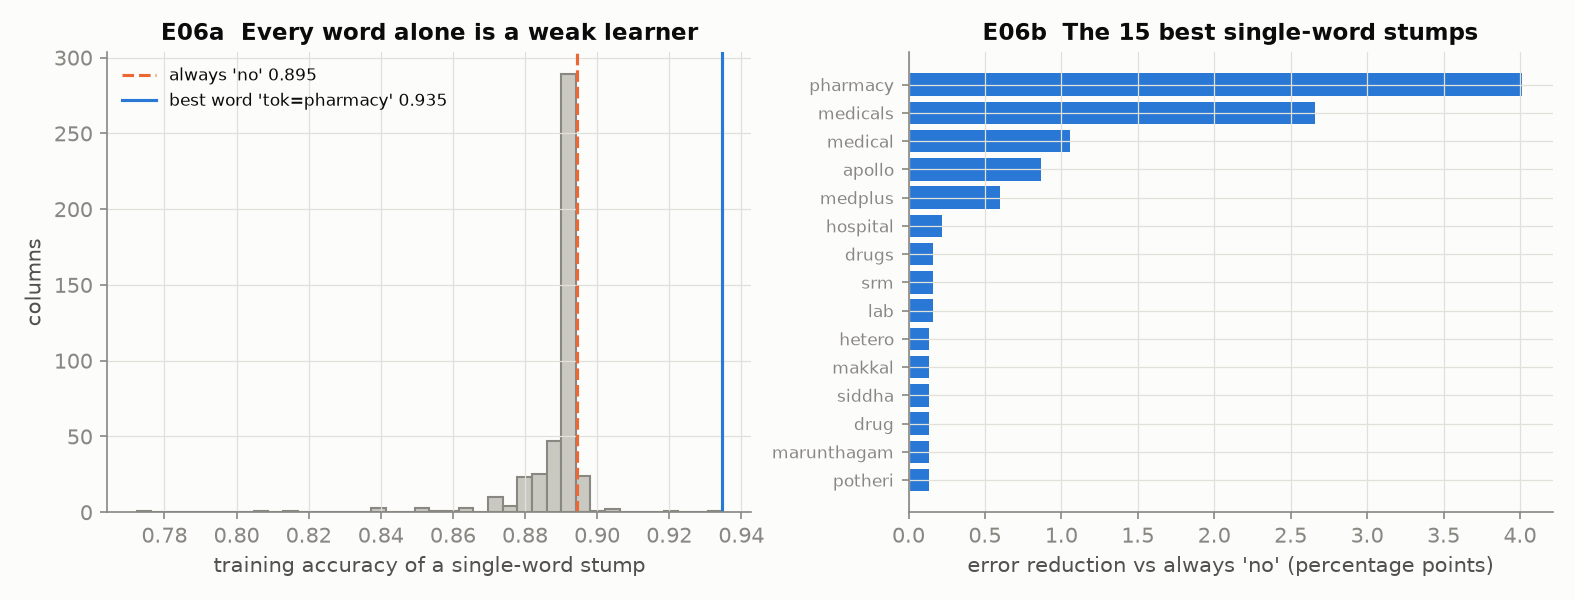 E06a  Every word alone is a weak learner
always 'no' 0.895
best word 'tok=pharmacy' 0.935
300
250
200
150
100
50
0
columns
0.78 0.80 0.82 0.84 0.86 0.88 0.90 0.92 0.94
training accuracy of a single-word stump
E06b  The 15 best single-word stumps
pharmacy
medicals
medical
apollo
medplus
hospital
drugs
srm
lab
hetero
makkal
siddha
drug
marunthagam
potheri
0.0 0.5 1.0 1.5 2.0 2.5 3.0 3.5 4.0
error reduction vs always 'no' (percentage points)